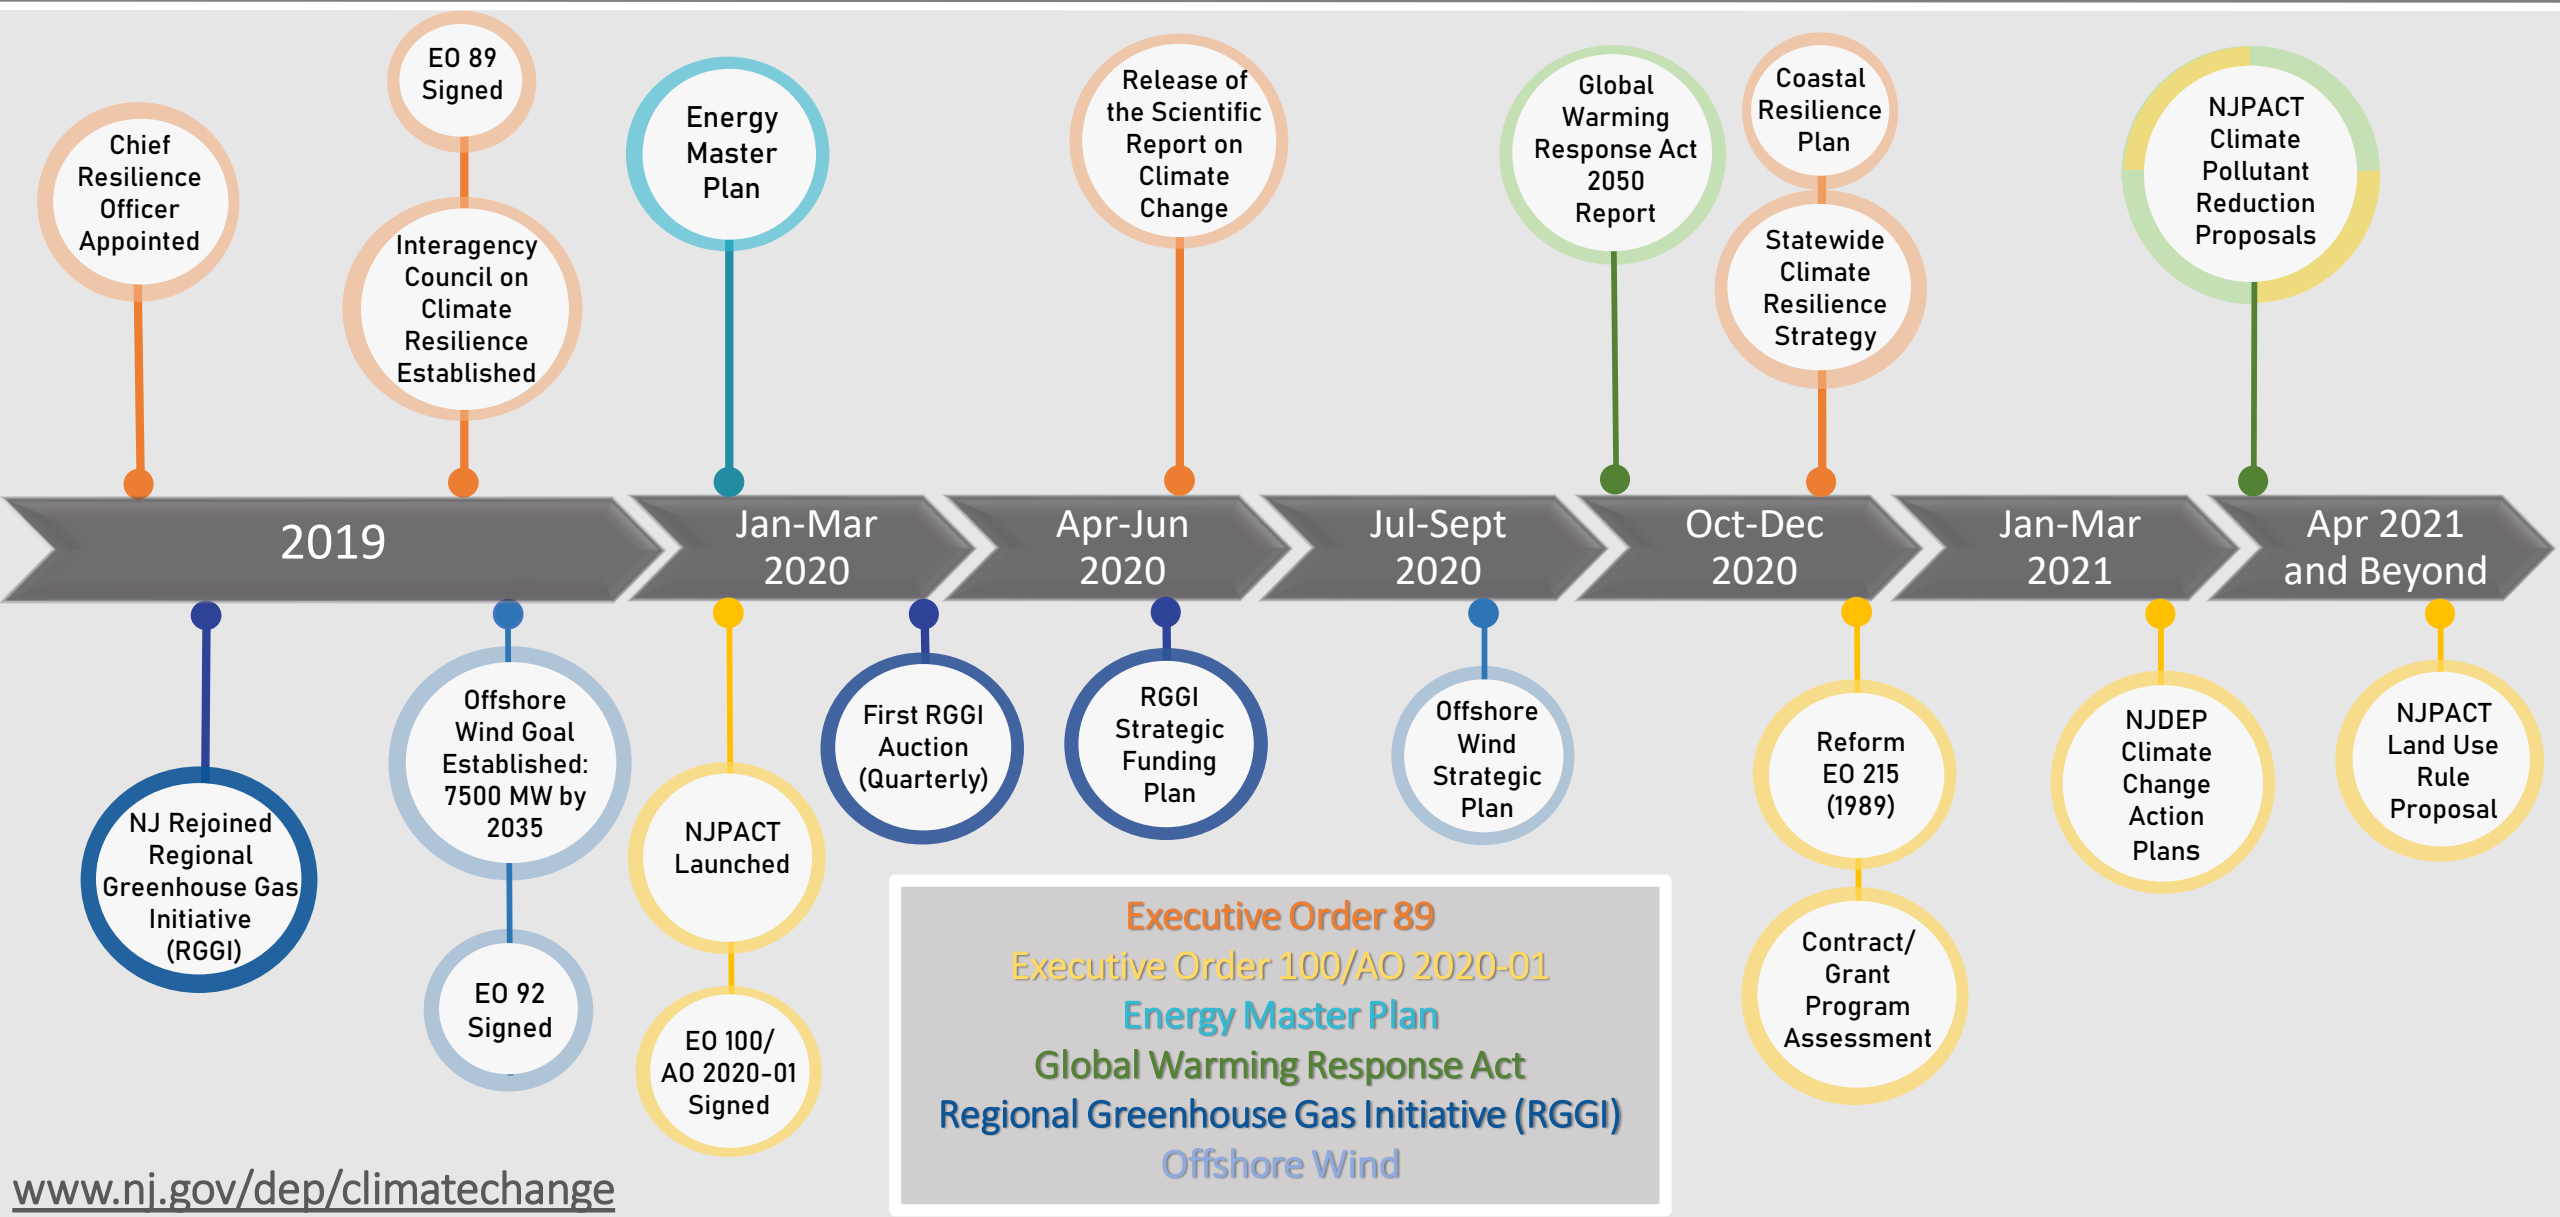 Chief
Resilience
Officer
Appointed
EO 89
Signed
Interagency
Council on
Climate
Resilience
Established
Energy
Master
Plan
Release of
the Scientific
Report on
Climate
Change
Global
Warming
Response Act
2050
Report
Coastal
Resilience
Plan
Statewide
Climate
Resilience
Strategy
NJPACT
Climate
Pollutant
Reduction
Proposals
2019
Jan-Mar
2020
Apr-Jun
2020
Jul-Sept
2020
Oct-Dec
2020
Jan-Mar
2021
Apr 2021
and Beyond
NJ Rejoined
Regional
Greenhouse Gas
Initiative
(RGGI)
Offshore
Wind Goal
Established:
7500 MW by
2035
EO 92
Signed
NJPACT
Launched
EO 100/
AO 2020-01
Signed
First RGGI
Auction
(Quarterly)
RGGI
Strategic
Funding
Plan
Offshore
Wind
Strategic
Plan
Reform
EO 215
(1989)
Contract/
Grant
Program
Assessment
NJDEP
Climate
Change
Action
Plans
NJPACT
Land Use
Rule
Proposal
Executive Order 89
Executive Order 100/AO 2020-01
Energy Master Plan
Global Warming Response Act
Regional Greenhouse Gas Initiative (RGGI)
Offshore Wind
www.nj.gov/dep/climatechange